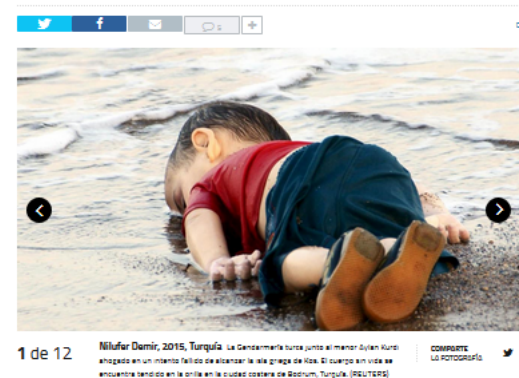 1 de 12
Nilufer Demir, 2015, Turquía La Gendarmería turca junto al menor Aylan Kurdi
ahogado en un intento fallido de alcanzar la isla griega de Kos. El cuerpo sin vida se
encuentra tendido en la orilla en la ciudad costera de Bodrum, Turquía. (REUTERS)
COMPARTE
LA FOTOGRAFÍA